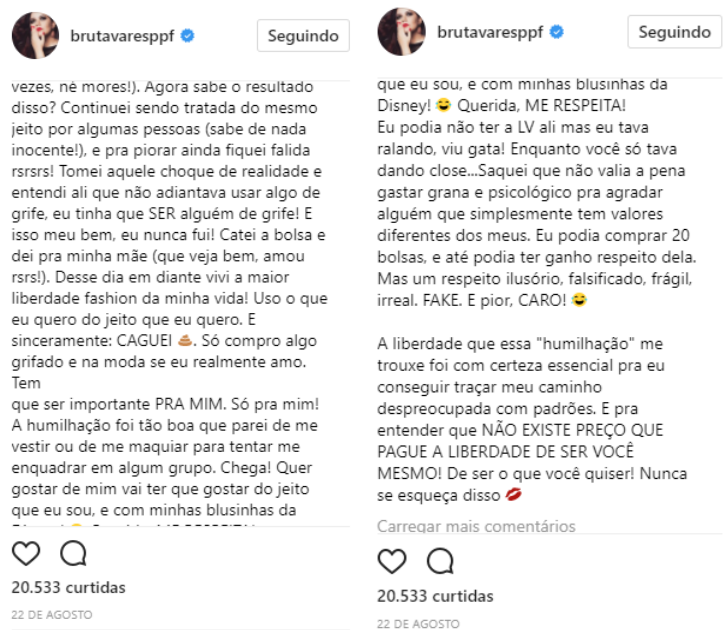 brutavaresppf
Seguindo
vezes, né mores!). Agora sabe o resultado
disso? Continuei sendo tratada do mesmo
jeito por algumas pessoas (sabe de nada
inocente!), e pra piorar ainda fiquei falida
rsrsrs! Tomei aquele choque de realidade e
entendi ali que não adiantava usar algo de
grife, eu tinha que SER alguém de grife! E
isso meu bem, eu nunca fui! Catei a bolsa e
dei pra minha mãe (que veja bem, amou
rsrs!). Desse dia em diante vivi a maior
liberdade fashion da minha vida! Uso o que
eu quero do jeito que eu quero. E
sinceramente: CAGUEI 💩. Só compro algo
grifado e na moda se eu realmente amo.
Tem
que ser importante PRA MIM. Só pra mim!
A humilhação foi tão boa que parei de me
vestir ou de me maquiar para tentar me
enquadrar em algum grupo. Chega! Quer
gostar de mim vai ter que gostar do jeito
que eu sou, e com minhas blusinhas da
20.533 curtidas
22 DE AGOSTO
brutavaresppf
Seguindo
que eu sou, e com minhas blusinhas da
Disney! 😂 Querida, ME RESPEITA!
Eu podia não ter a LV ali mas eu tava
ralando, viu gata! Enquanto você só tava
dando close...Saquei que não valia a pena
gastar grana e psicológico pra agradar
alguém que simplesmente tem valores
diferentes dos meus. Eu podia comprar 20
bolsas, e até podia ter ganho respeito dela.
Mas um respeito ilusório, falsificado, frágil,
irreal. FAKE. E pior, CARO! 😂
A liberdade que essa "humilhação" me
trouxe foi com certeza essencial pra eu
conseguir traçar meu caminho
despreocupada com padrões. E pra
entender que NÃO EXISTE PREÇO QUE
PAGUE A LIBERDADE DE SER VOCÊ
MESMO! De ser o que você quiser! Nunca
se esqueça disso 💋
Carregar mais comentários
20.533 curtidas
22 DE AGOSTO